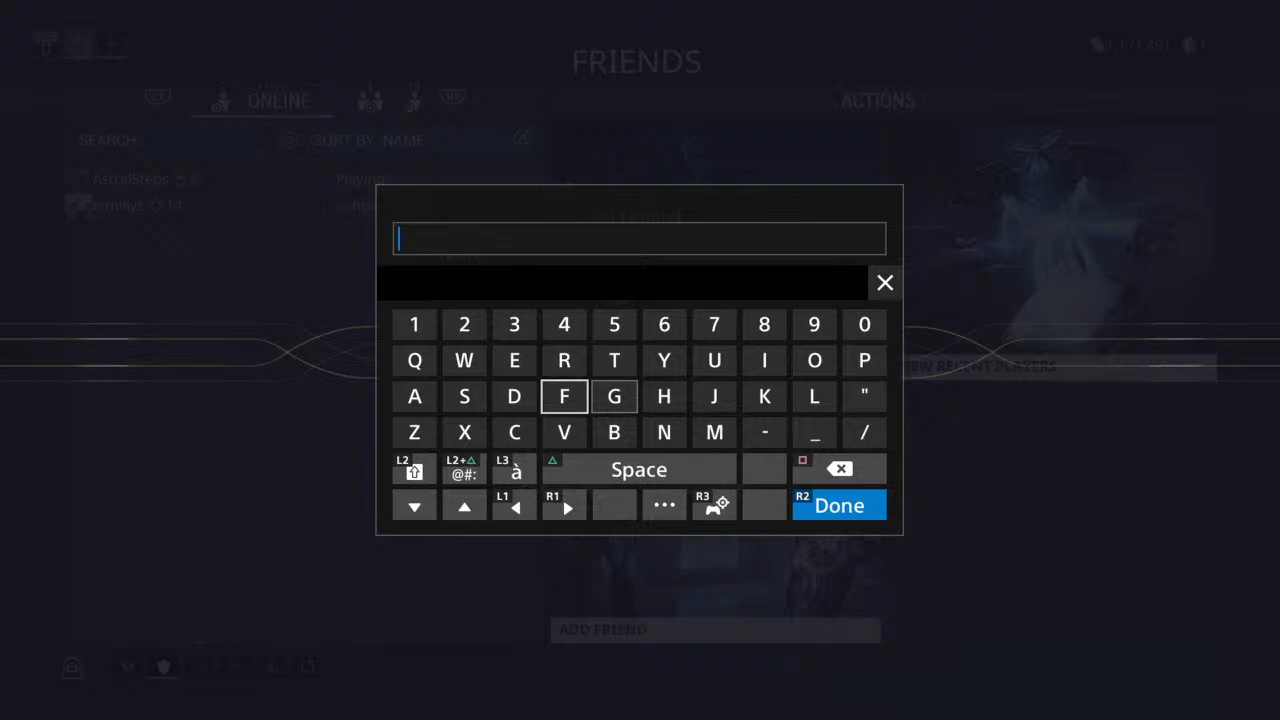 FRIENDS
ONLINE
ACTIONS
SEARCH
SORT BY: NAME
AstralSteps
Playing
VIEW RECENT PLAYERS
1 2 3 4 5 6 7 8 9 0
Q W E R T Y U I O P
A S D F G H J K L "
Z X C V B N M - _ /
L2 L2+△ @#: L3 à △ Space
L1 R1 ... R3 R2 Done
ADD FRIEND